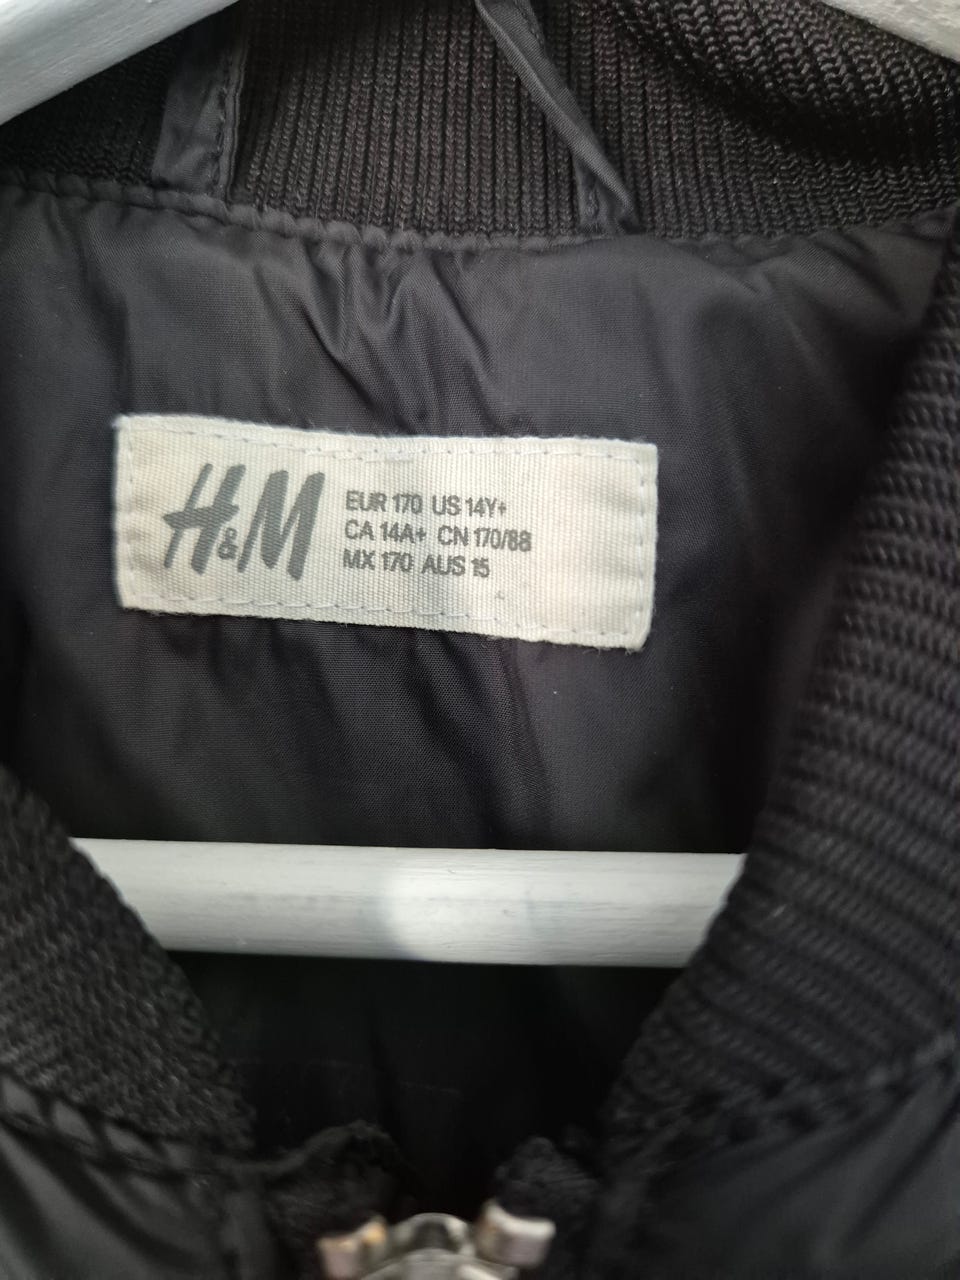 H&M
EUR 170 US 14Y+
CA 14A+ CN 170/88
MX 170 AUS 15